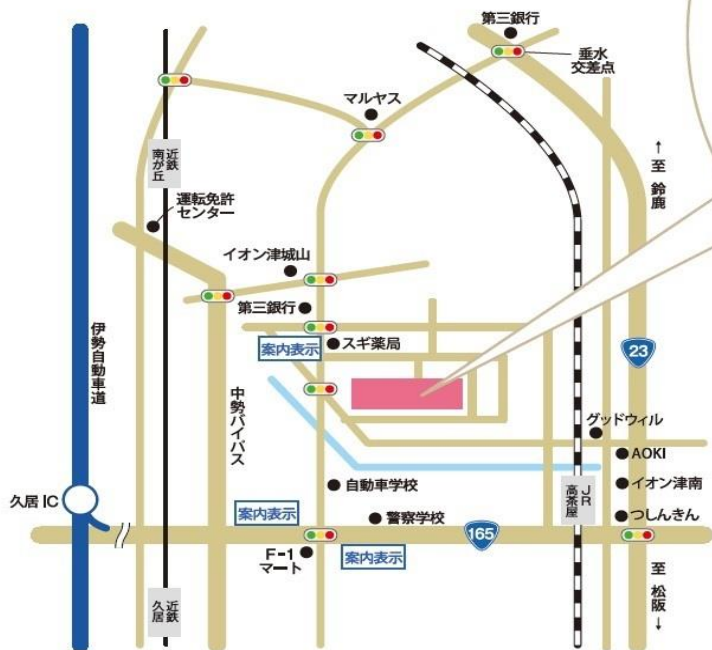 第三銀行
垂水
交差点
マルヤス
近鉄
南が丘
↑至 鈴鹿
運転免許
センター
イオン津城山
第三銀行
案内表示
スギ薬局
伊勢自動車道
中勢バイパス
23
グッドウィル
AOKI
自動車学校
イオン津南
JR
高茶屋
久居 IC
案内表示
警察学校
つしんきん
165
F-1
マート
案内表示
近鉄
久居
至 松阪↓